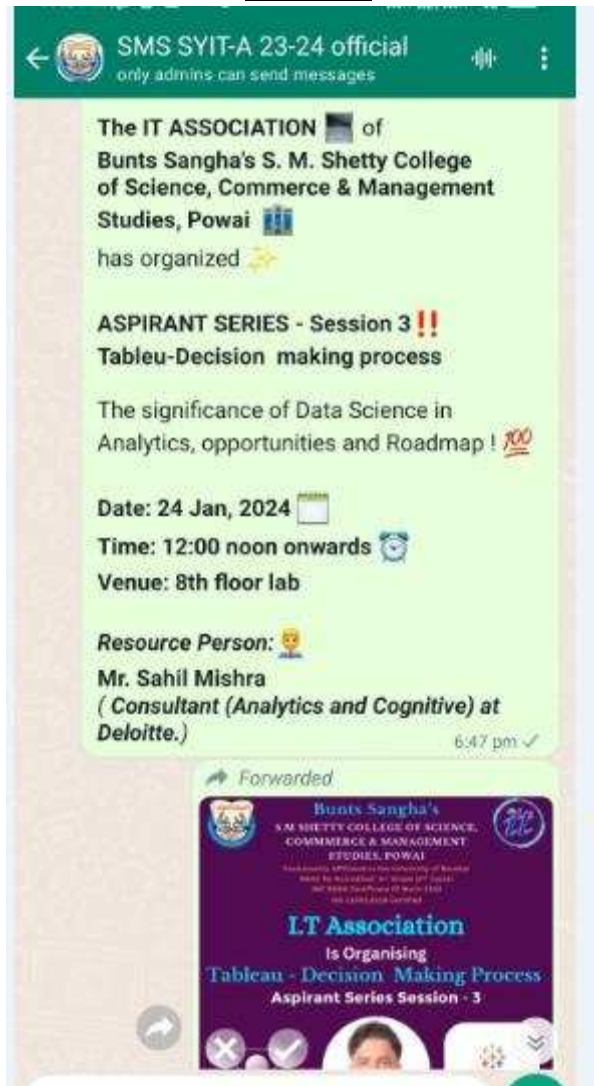 SMS SYIT-A 23-24 official
only admins can send messages
The IT ASSOCIATION of
Bunts Sangha's S. M. Shetty College
of Science, Commerce & Management
Studies, Powai
has organized
ASPIRANT SERIES - Session 3‼
Tableu-Decision making process
The significance of Data Science in
Analytics, opportunities and Roadmap ! 💯
Date: 24 Jan, 2024
Time: 12:00 noon onwards
Venue: 8th floor lab
Resource Person:
Mr. Sahil Mishra
( Consultant (Analytics and Cognitive) at
Deloitte.)
6:47 pm
Forwarded
Bunts Sangha's
S.M SHETTY COLLEGE OF SCIENCE,
COMMMERCE & MANAGEMENT
STUDIES, POWAI
I.T Association
Is Organising
Tableau - Decision Making Process
Aspirant Series Session - 3